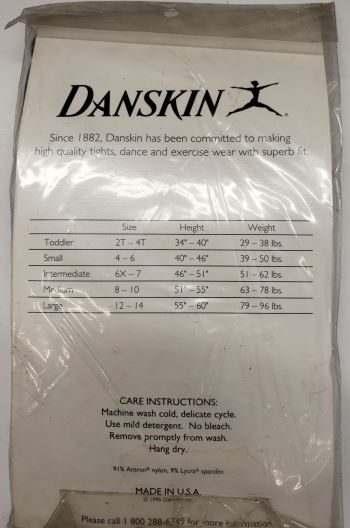 DANSKIN®
Since 1882, Danskin has been committed to making
high quality tights, dance and exercise wear with superb fit.
Size Height Weight
Toddler 2T – 4T 34" – 40" 29 – 38 lbs.
Small 4 – 6 40" – 46" 39 – 50 lbs.
Intermediate 6X – 7 46" – 51" 51 – 62 lbs.
Medium 8 – 10 51" – 55" 63 – 78 lbs.
Large 12 – 14 55" – 60" 79 – 96 lbs.
CARE INSTRUCTIONS:
Machine wash cold, delicate cycle.
Use mild detergent. No bleach.
Remove promptly from wash.
Hang dry.
91% Antron® nylon, 9% Lycra® spandex
MADE IN U.S.A.
© 1996 Danskin, Inc.
Please call 1 800 288-6749 for more information.